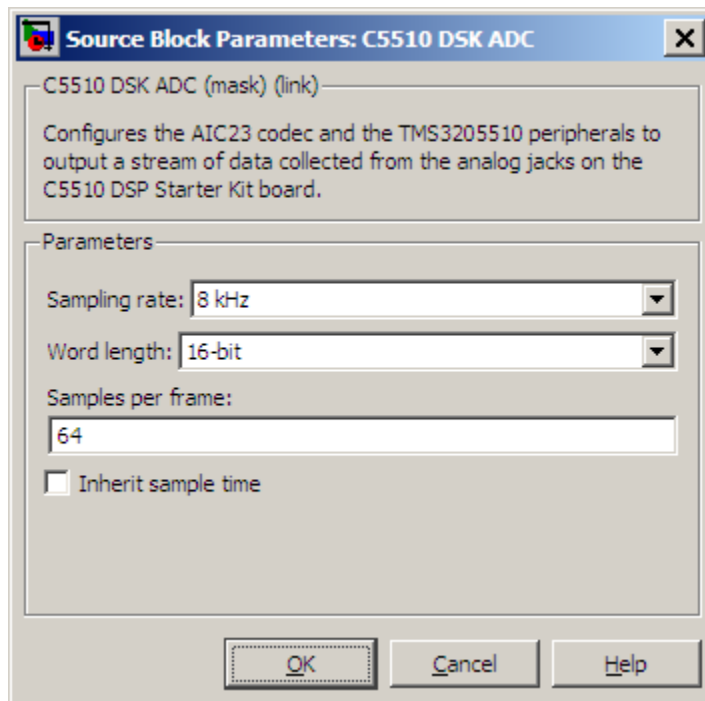 Source Block Parameters: C5510 DSK ADC
C5510 DSK ADC (mask) (link)
Configures the AIC23 codec and the TMS3205510 peripherals to
output a stream of data collected from the analog jacks on the
C5510 DSP Starter Kit board.
Parameters
Sampling rate: 8 kHz
Word length: 16-bit
Samples per frame:
64
Inherit sample time
OK Cancel Help